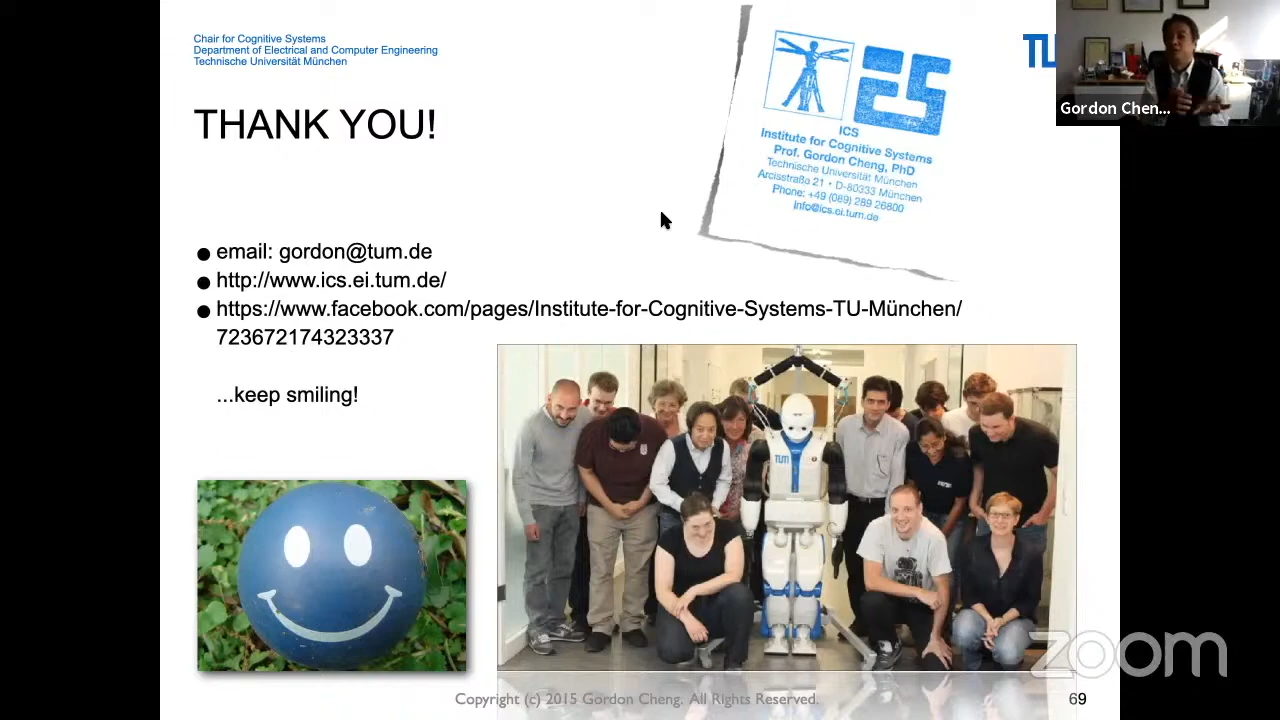 Chair for Cognitive Systems
Department of Electrical and Computer Engineering
Technische Universität München
THANK YOU!
ICS
ICS
Institute for Cognitive Systems
Prof. Gordon Cheng, PhD
Technische Universität München
Arcisstraße 21 • D-80333 München
Phone: +49 (089) 289 26800
info@ics.ei.tum.de
TU
Gordon Chen...
email: gordon@tum.de
http://www.ics.ei.tum.de/
https://www.facebook.com/pages/Institute-for-Cognitive-Systems-TU-München/
723672174323337
...keep smiling!
TUM
zoom
Copyright (c) 2015 Gordon Cheng. All Rights Reserved.
69